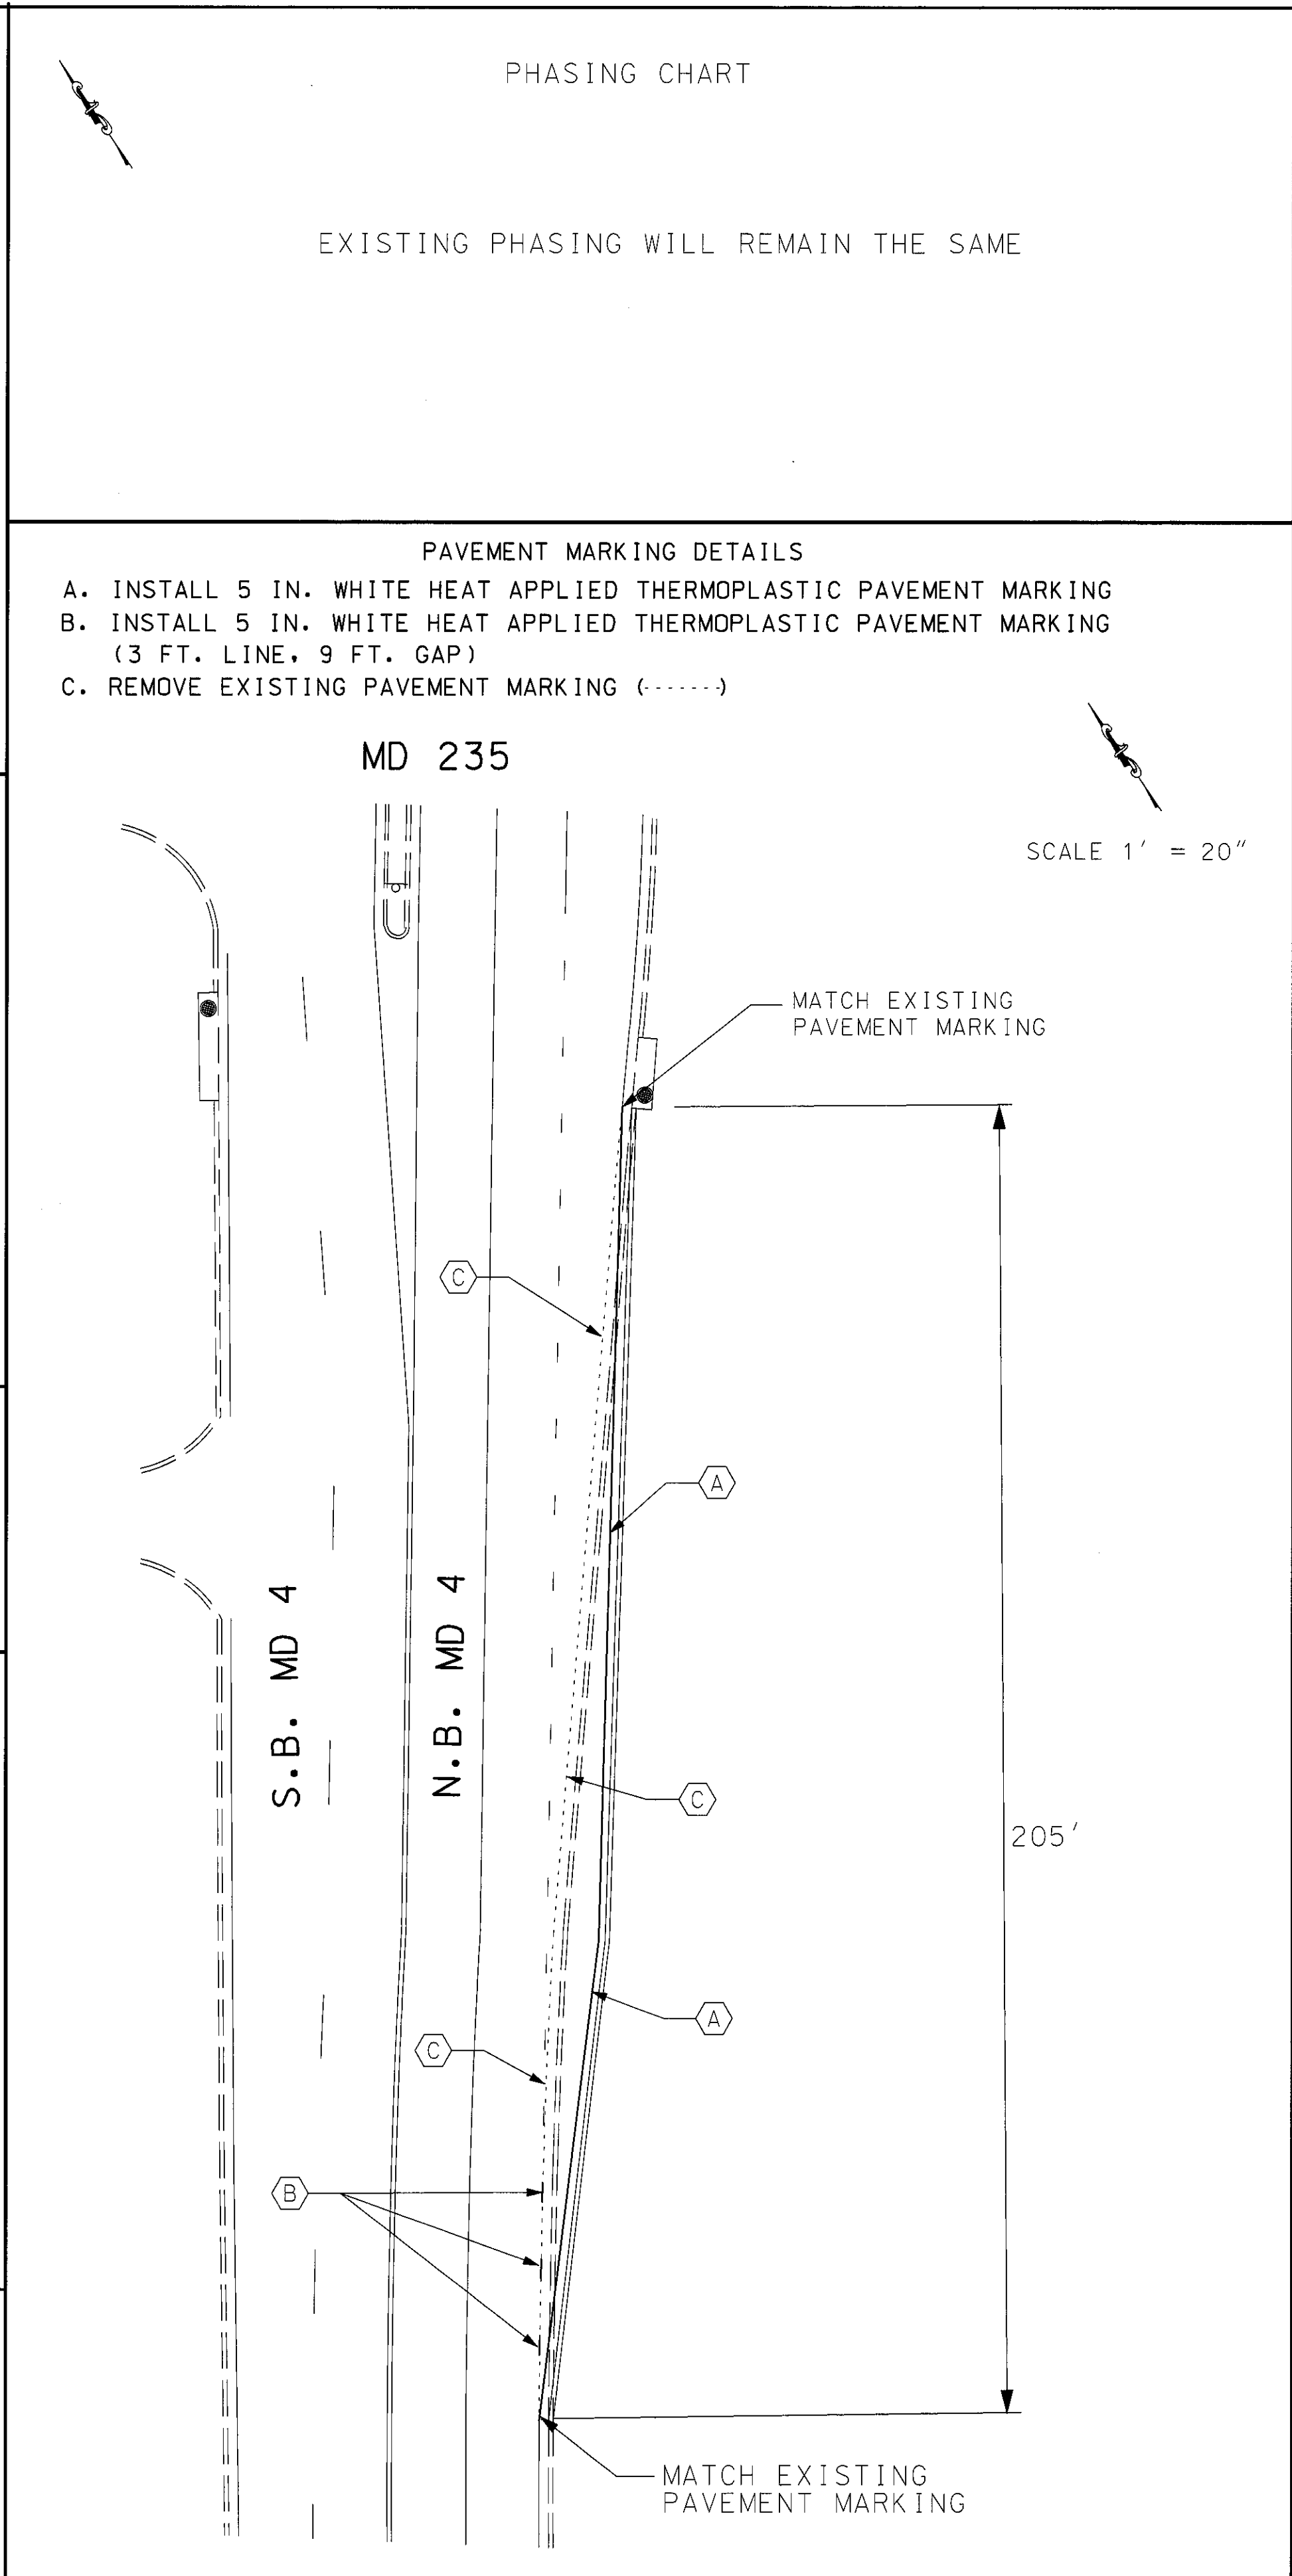 PHASING CHART
EXISTING PHASING WILL REMAIN THE SAME
PAVEMENT MARKING DETAILS
A. INSTALL 5 IN. WHITE HEAT APPLIED THERMOPLASTIC PAVEMENT MARKING
B. INSTALL 5 IN. WHITE HEAT APPLIED THERMOPLASTIC PAVEMENT MARKING
(3 FT. LINE, 9 FT. GAP)
C. REMOVE EXISTING PAVEMENT MARKING (-------)
MD 235
SCALE 1' = 20"
MATCH EXISTING
PAVEMENT MARKING
C
A
S.B. MD 4
N.B. MD 4
C
205'
A
C
B
MATCH EXISTING
PAVEMENT MARKING